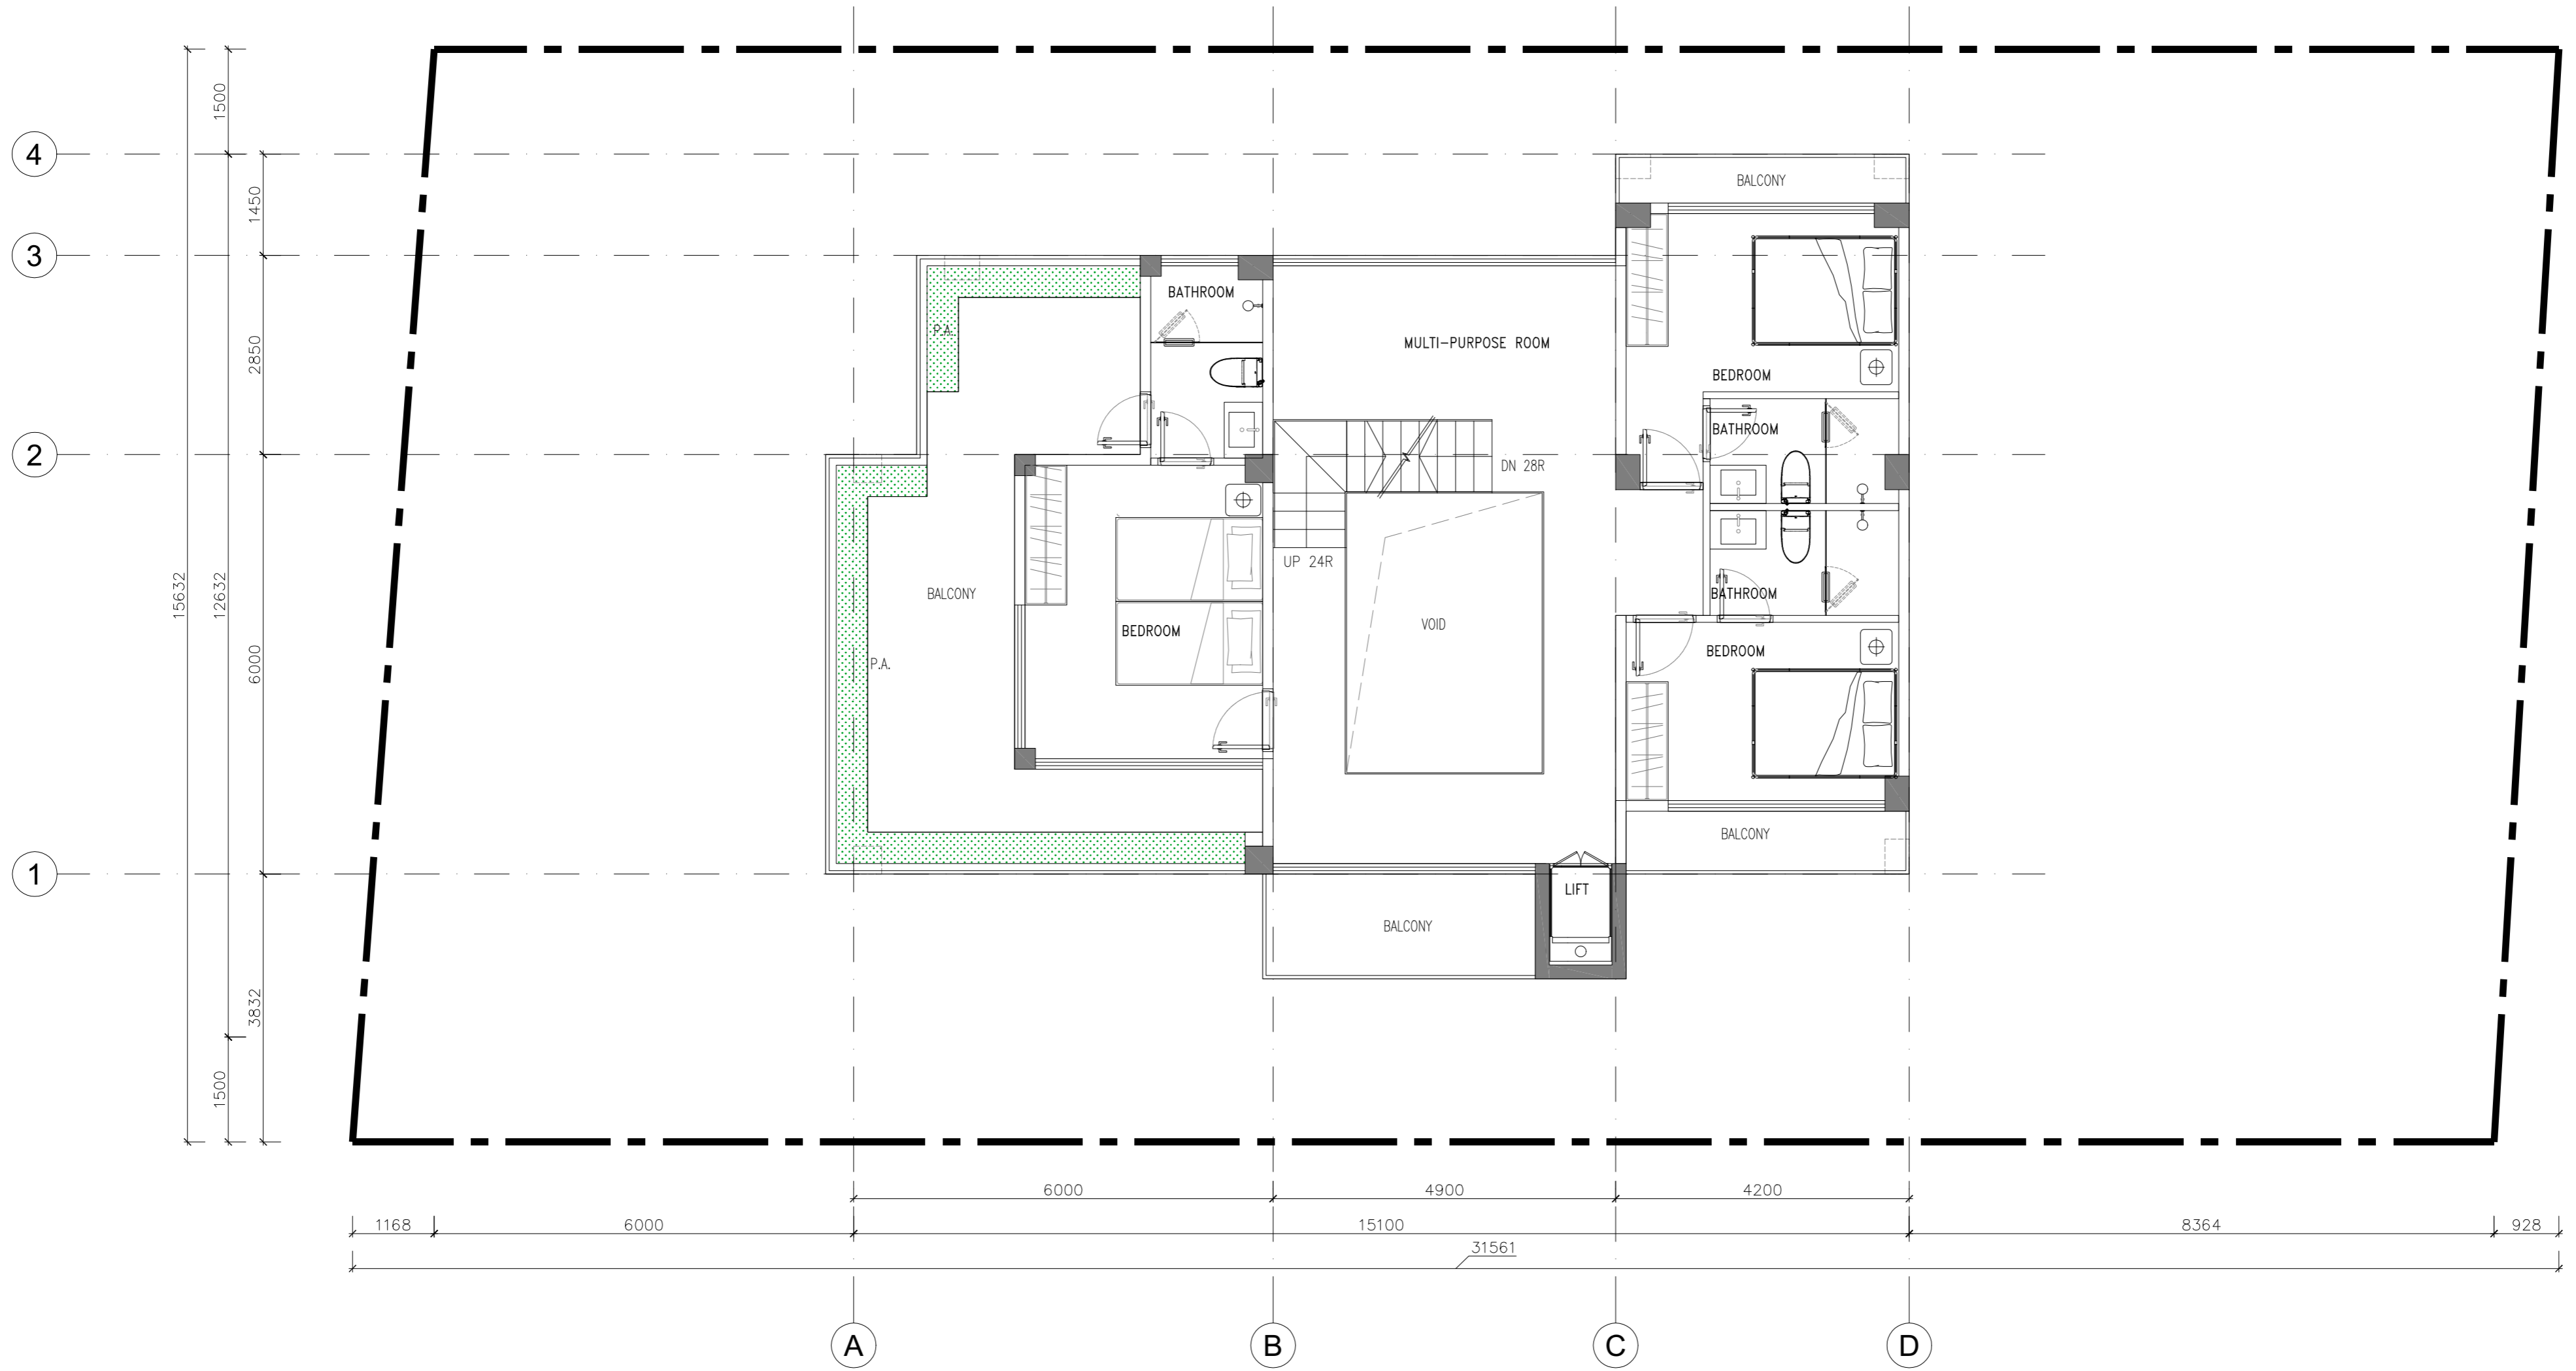 1500
4
BALCONY
1450
3
BATHROOM
P.A.
MULTI-PURPOSE ROOM
2850
BEDROOM
BATHROOM
2
DN 28R
UP 24R
15632
12632
BALCONY
BATHROOM
VOID
BEDROOM
6000
P.A.
BEDROOM
BALCONY
1
LIFT
BALCONY
3832
1500
6000
4900
4200
1168
6000
15100
8364
928
31561
A
B
C
D